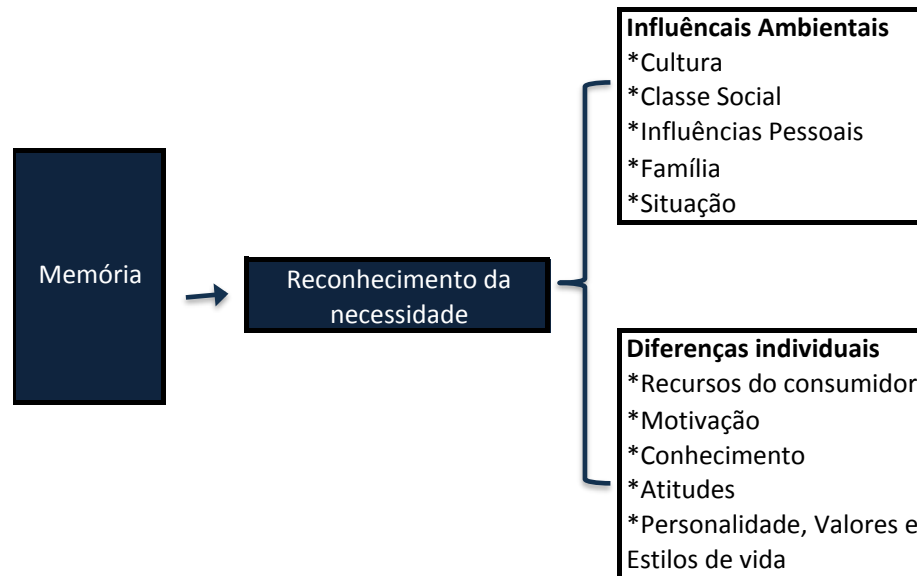 Influêncais Ambientais
*Cultura
*Classe Social
*Influências Pessoais
*Família
*Situação
Memória
Reconhecimento da
necessidade
Diferenças individuais
*Recursos do consumidor
*Motivação
*Conhecimento
*Atitudes
*Personalidade, Valores e
Estilos de vida